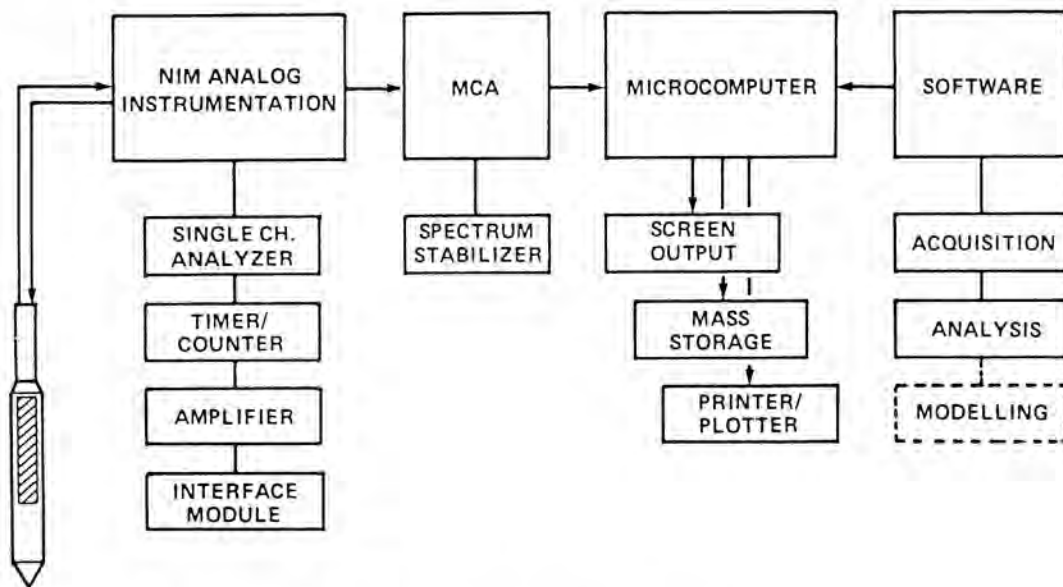 NIM ANALOG
INSTRUMENTATION
MCA
MICROCOMPUTER
SOFTWARE
SINGLE CH.
ANALYZER
TIMER/
COUNTER
AMPLIFIER
INTERFACE
MODULE
SPECTRUM
STABILIZER
SCREEN
OUTPUT
MASS
STORAGE
PRINTER/
PLOTTER
ACQUISITION
ANALYSIS
MODELLING